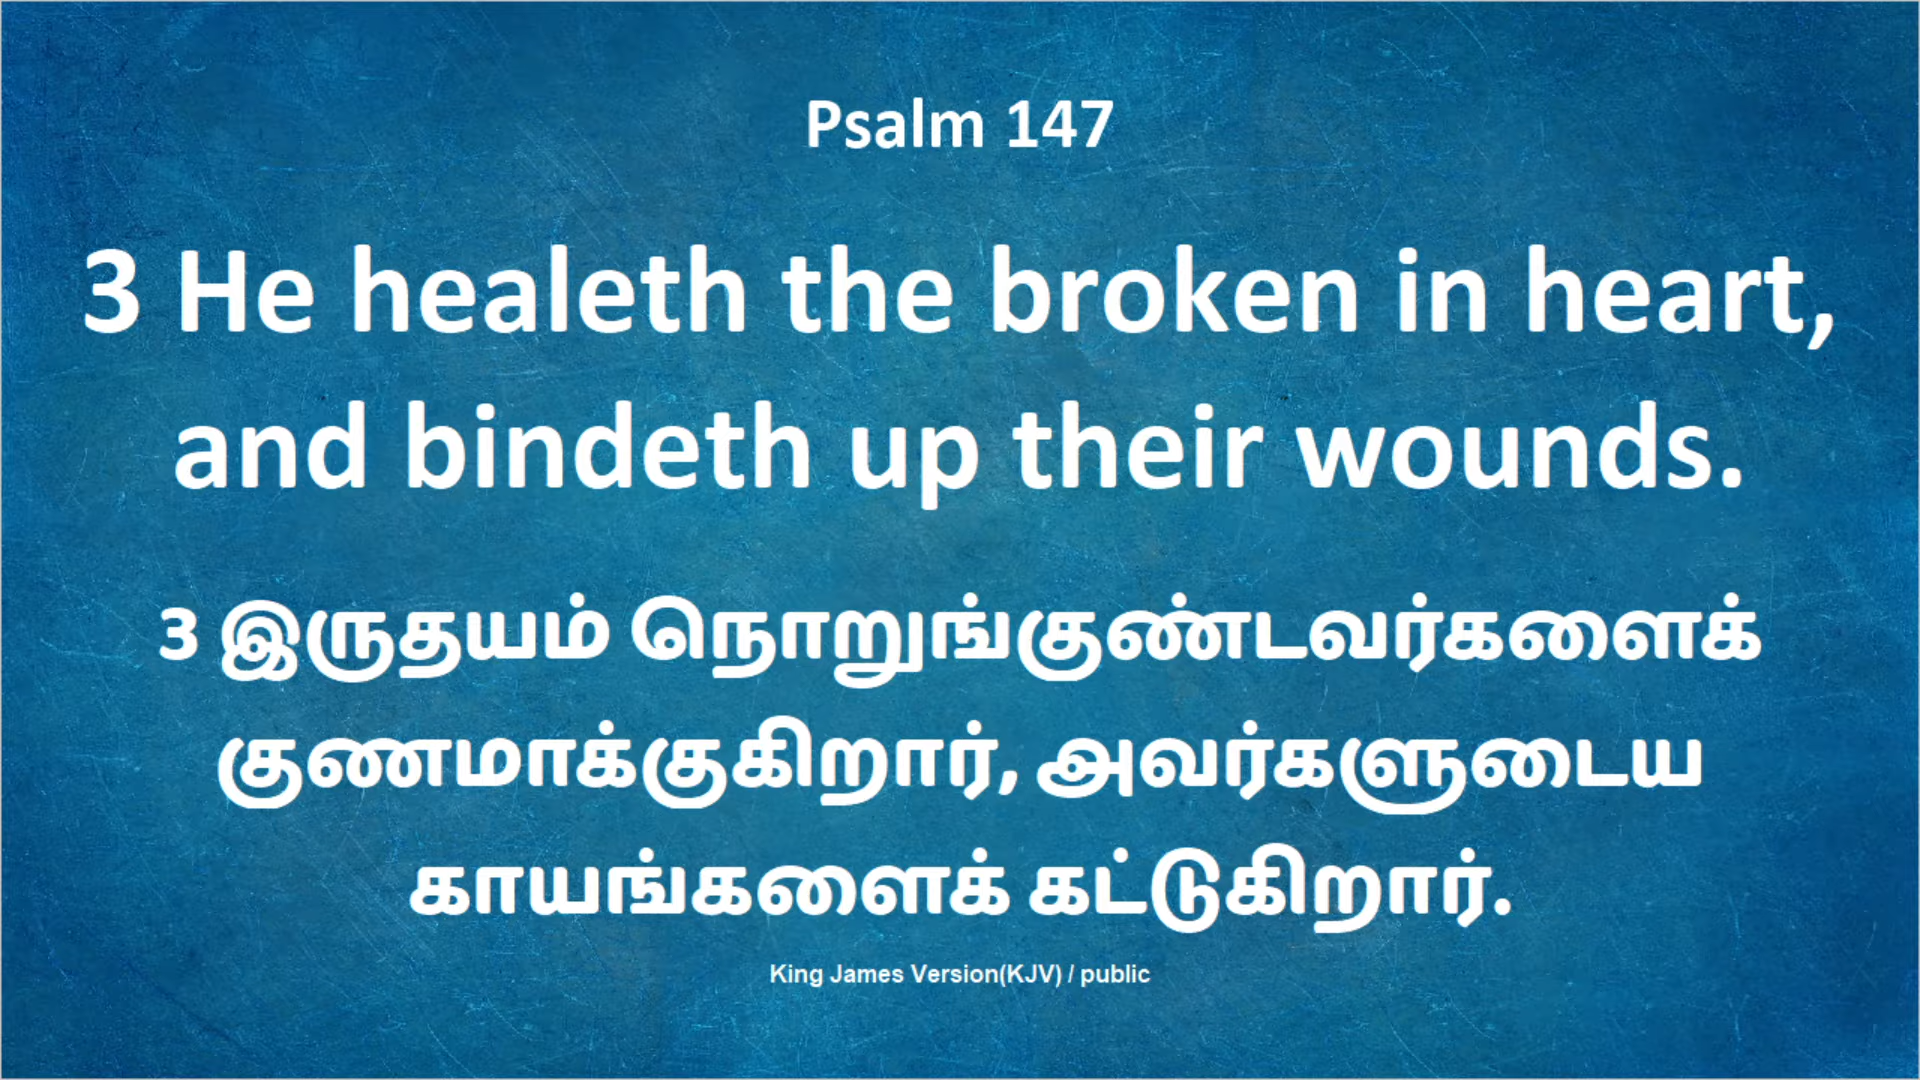 Psalm 147
3 He healeth the broken in heart,
and bindeth up their wounds.
3 இருதயம் நொறுங்குண்டவர்களைக்
குணமாக்குகிறார், அவர்களுடைய
காயங்களைக் கட்டுகிறார்.
King James Version(KJV) / public